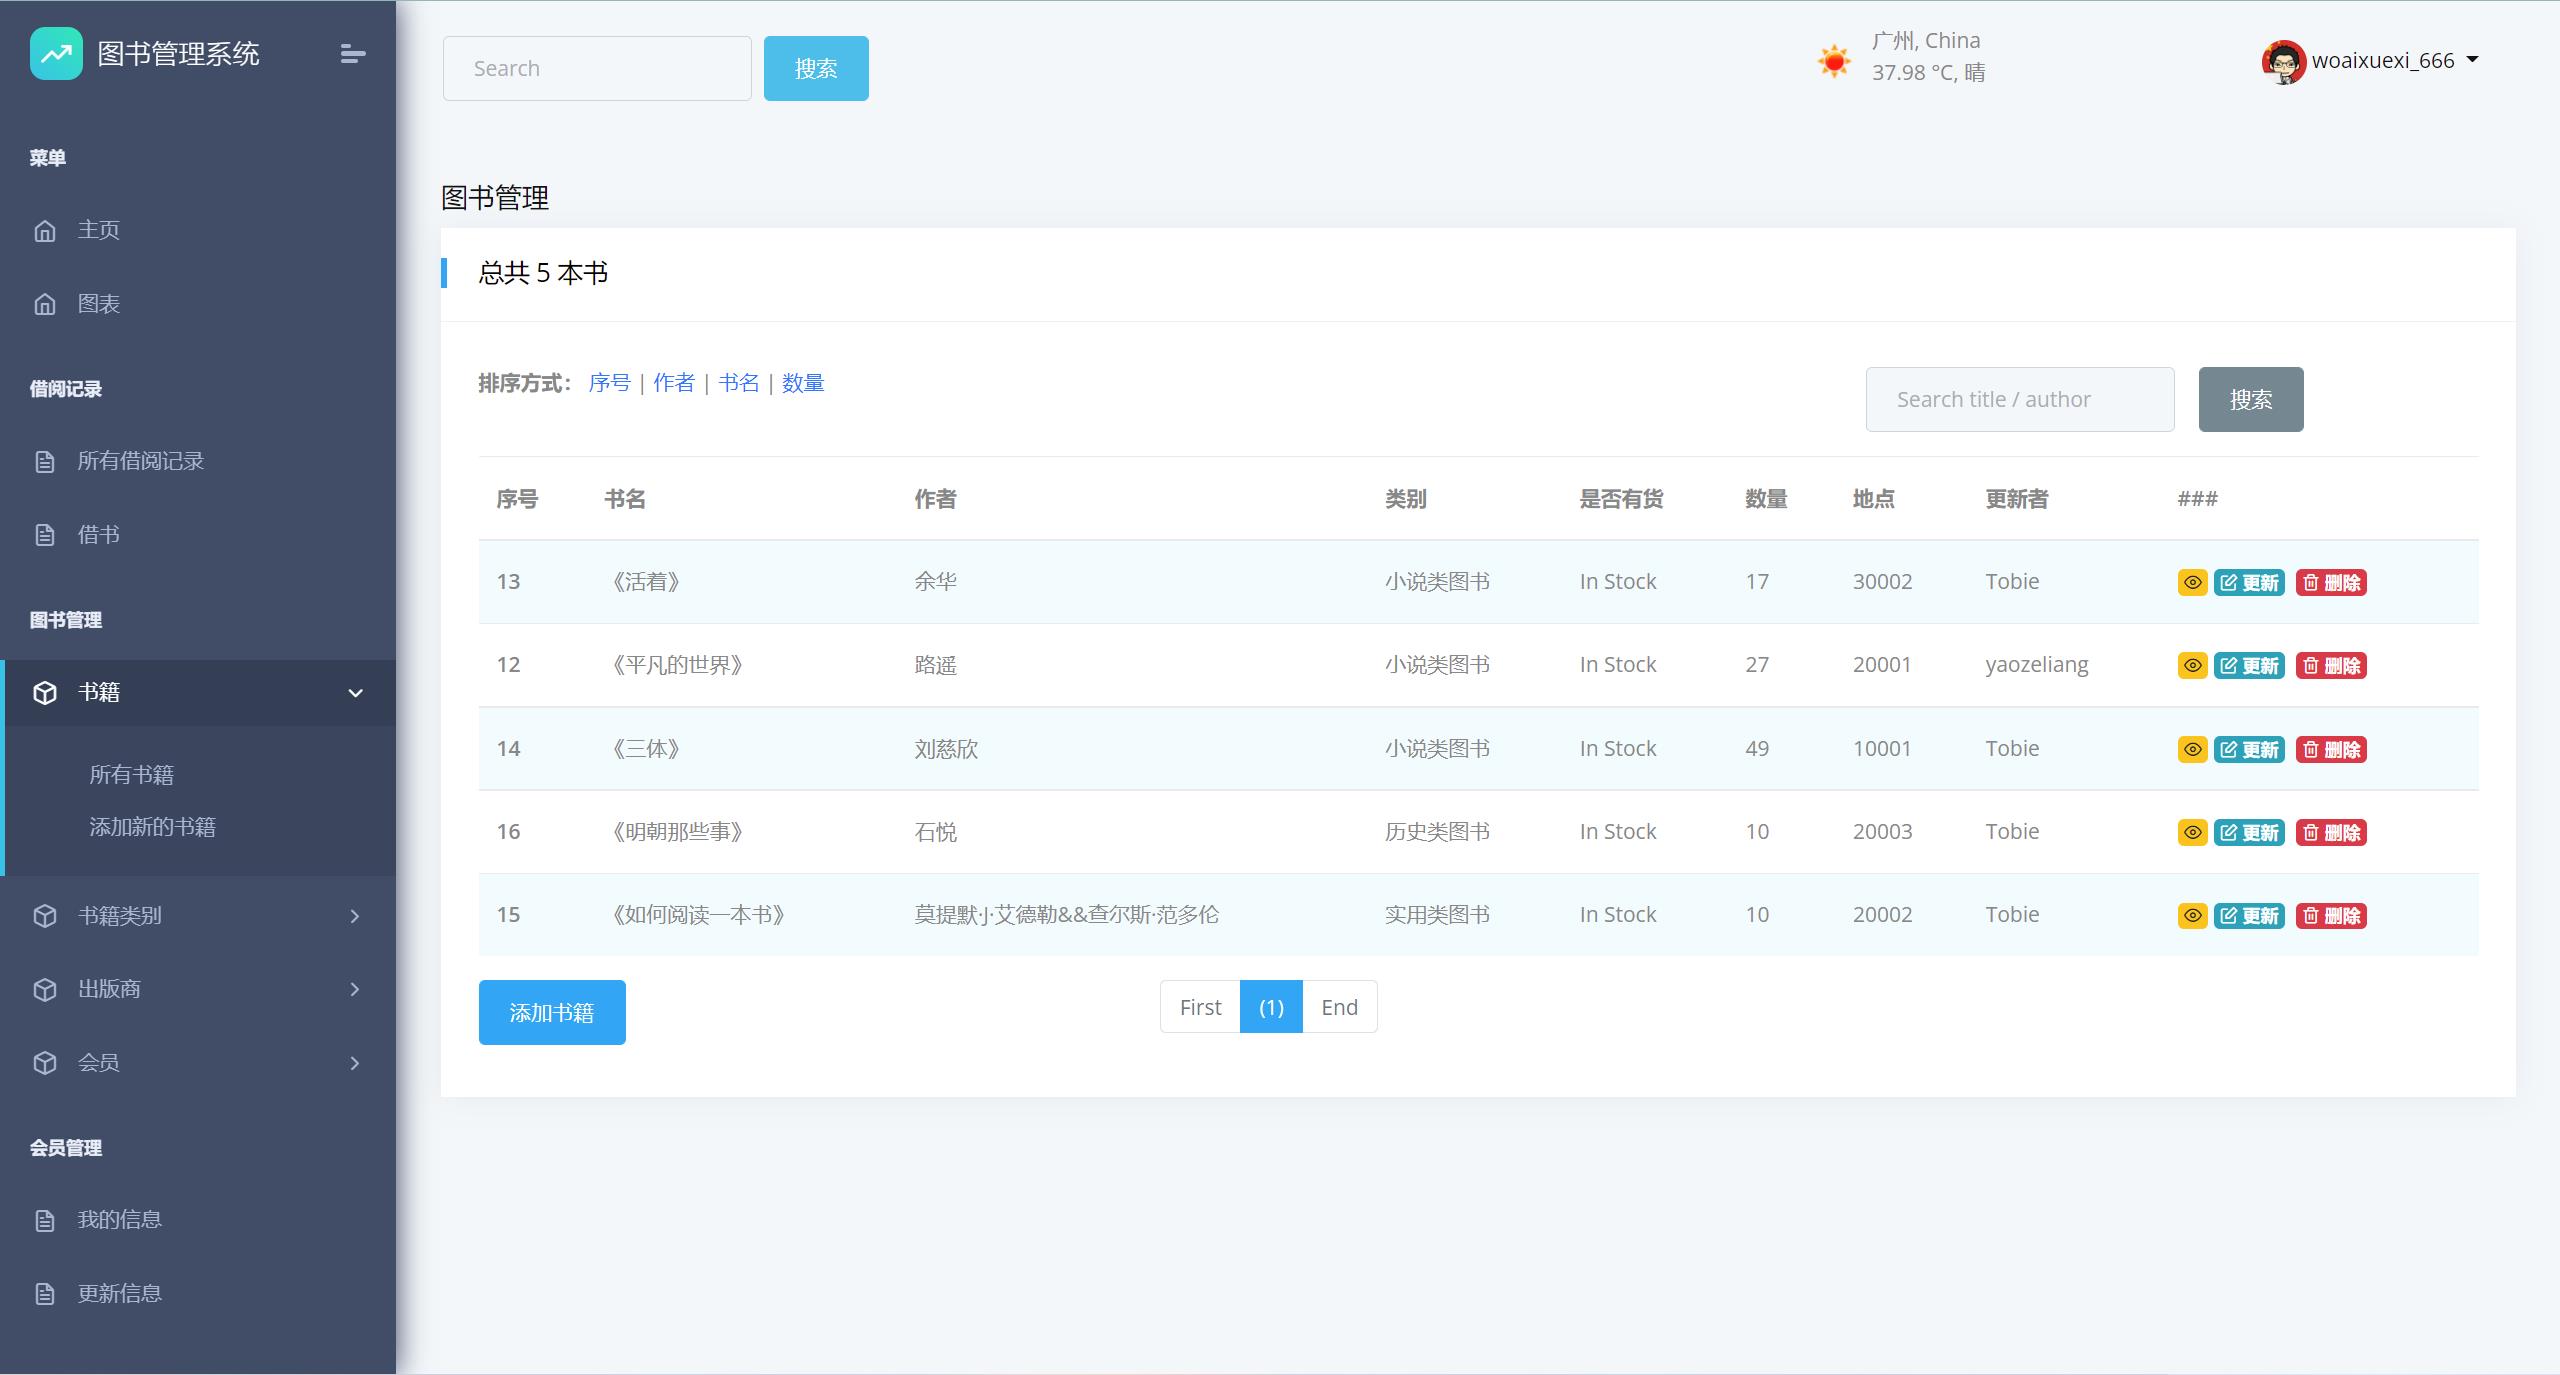 图书管理系统
菜单
主页
图表
借阅记录
所有借阅记录
借书
图书管理
书籍
所有书籍
添加新的书籍
书籍类别
出版商
会员
会员管理
我的信息
更新信息
Search 搜索
广州, China
37.98 °C, 晴
woaixuexi_666
图书管理
总共 5 本书
排序方式： 序号 | 作者 | 书名 | 数量
Search title / author 搜索
序号 书名 作者 类别 是否有货 数量 地点 更新者 ###
13 《活着》 余华 小说类图书 In Stock 17 30002 Tobie 更新 删除
12 《平凡的世界》 路遥 小说类图书 In Stock 27 20001 yaozeliang 更新 删除
14 《三体》 刘慈欣 小说类图书 In Stock 49 10001 Tobie 更新 删除
16 《明朝那些事》 石悦 历史类图书 In Stock 10 20003 Tobie 更新 删除
15 《如何阅读一本书》 莫提默·J·艾德勒&&查尔斯·范多伦 实用类图书 In Stock 10 20002 Tobie 更新 删除
添加书籍
First (1) End